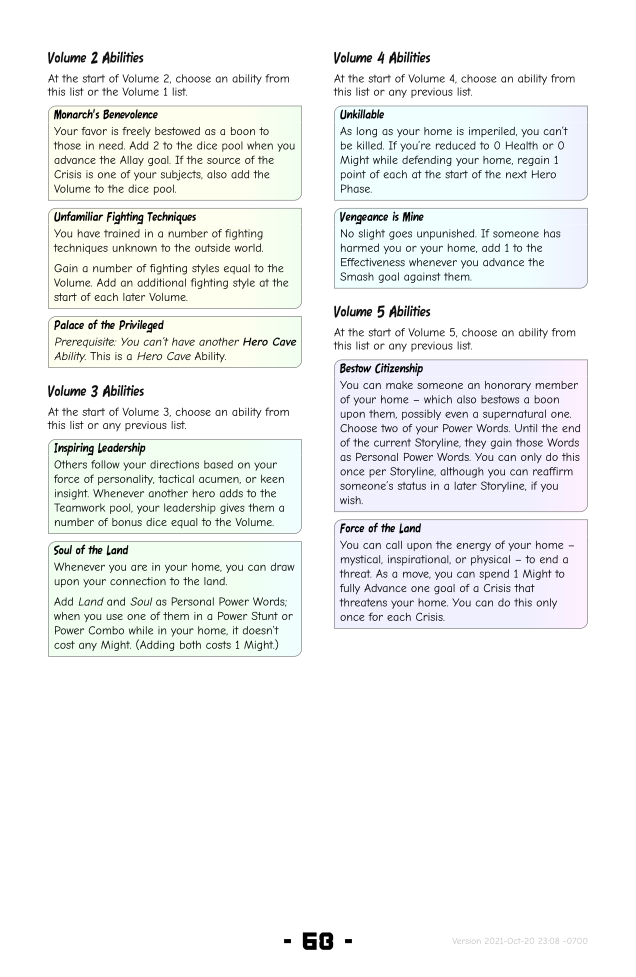 Volume 2 Abilities
At the start of Volume 2, choose an ability from
this list or the Volume 1 list.
Monarch's Benevolence
Your favor is freely bestowed as a boon to
those in need. Add 2 to the dice pool when you
advance the Allay goal. If the source of the
Crisis is one of your subjects, also add the
Volume to the dice pool.
Unfamiliar Fighting Techniques
You have trained in a number of fighting
techniques unknown to the outside world.
Gain a number of fighting styles equal to the
Volume. Add an additional fighting style at the
start of each later Volume.
Palace of the Privileged
Prerequisite: You can't have another Hero Cave
Ability. This is a Hero Cave Ability.
Volume 3 Abilities
At the start of Volume 3, choose an ability from
this list or any previous list.
Inspiring Leadership
Others follow your directions based on your
force of personality, tactical acumen, or keen
insight. Whenever another hero adds to the
Teamwork pool, your leadership gives them a
number of bonus dice equal to the Volume.
Soul of the Land
Whenever you are in your home, you can draw
upon your connection to the land.
Add Land and Soul as Personal Power Words;
when you use one of them in a Power Stunt or
Power Combo while in your home, it doesn't
cost any Might. (Adding both costs 1 Might.)
Volume 4 Abilities
At the start of Volume 4, choose an ability from
this list or any previous list.
Unkillable
As long as your home is imperiled, you can't
be killed. If you're reduced to 0 Health or 0
Might while defending your home, regain 1
point of each at the start of the next Hero
Phase.
Vengeance is Mine
No slight goes unpunished. If someone has
harmed you or your home, add 1 to the
Effectiveness whenever you advance the
Smash goal against them.
Volume 5 Abilities
At the start of Volume 5, choose an ability from
this list or any previous list.
Bestow Citizenship
You can make someone an honorary member
of your home – which also bestows a boon
upon them, possibly even a supernatural one.
Choose two of your Power Words. Until the end
of the current Storyline, they gain those Words
as Personal Power Words. You can only do this
once per Storyline, although you can reaffirm
someone's status in a later Storyline, if you
wish.
Force of the Land
You can call upon the energy of your home –
mystical, inspirational, or physical – to end a
threat. As a move, you can spend 1 Might to
fully Advance one goal of a Crisis that
threatens your home. You can do this only
once for each Crisis.
- 63 -
Version 2021-Oct-20 23:08 -0700